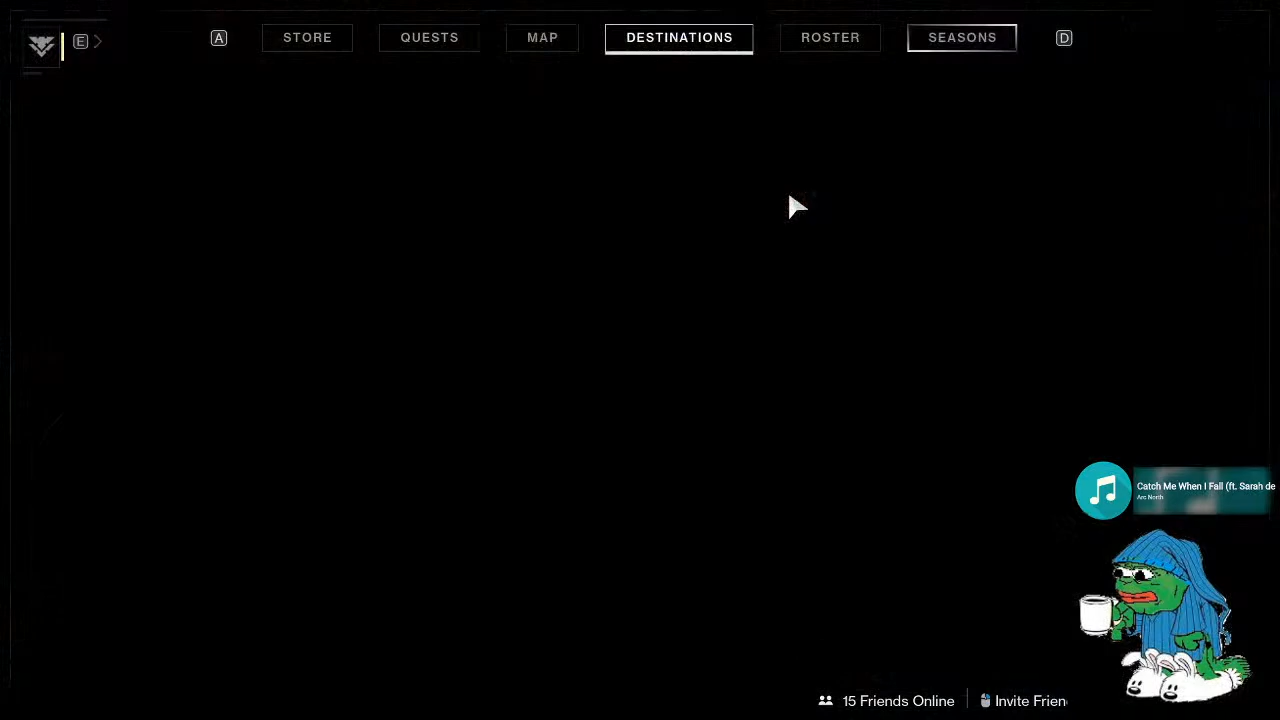 E
A
STORE
QUESTS
MAP
DESTINATIONS
ROSTER
SEASONS
D
Catch Me When I Fall (ft. Sarah de
Arc North
15 Friends Online
Invite Frien